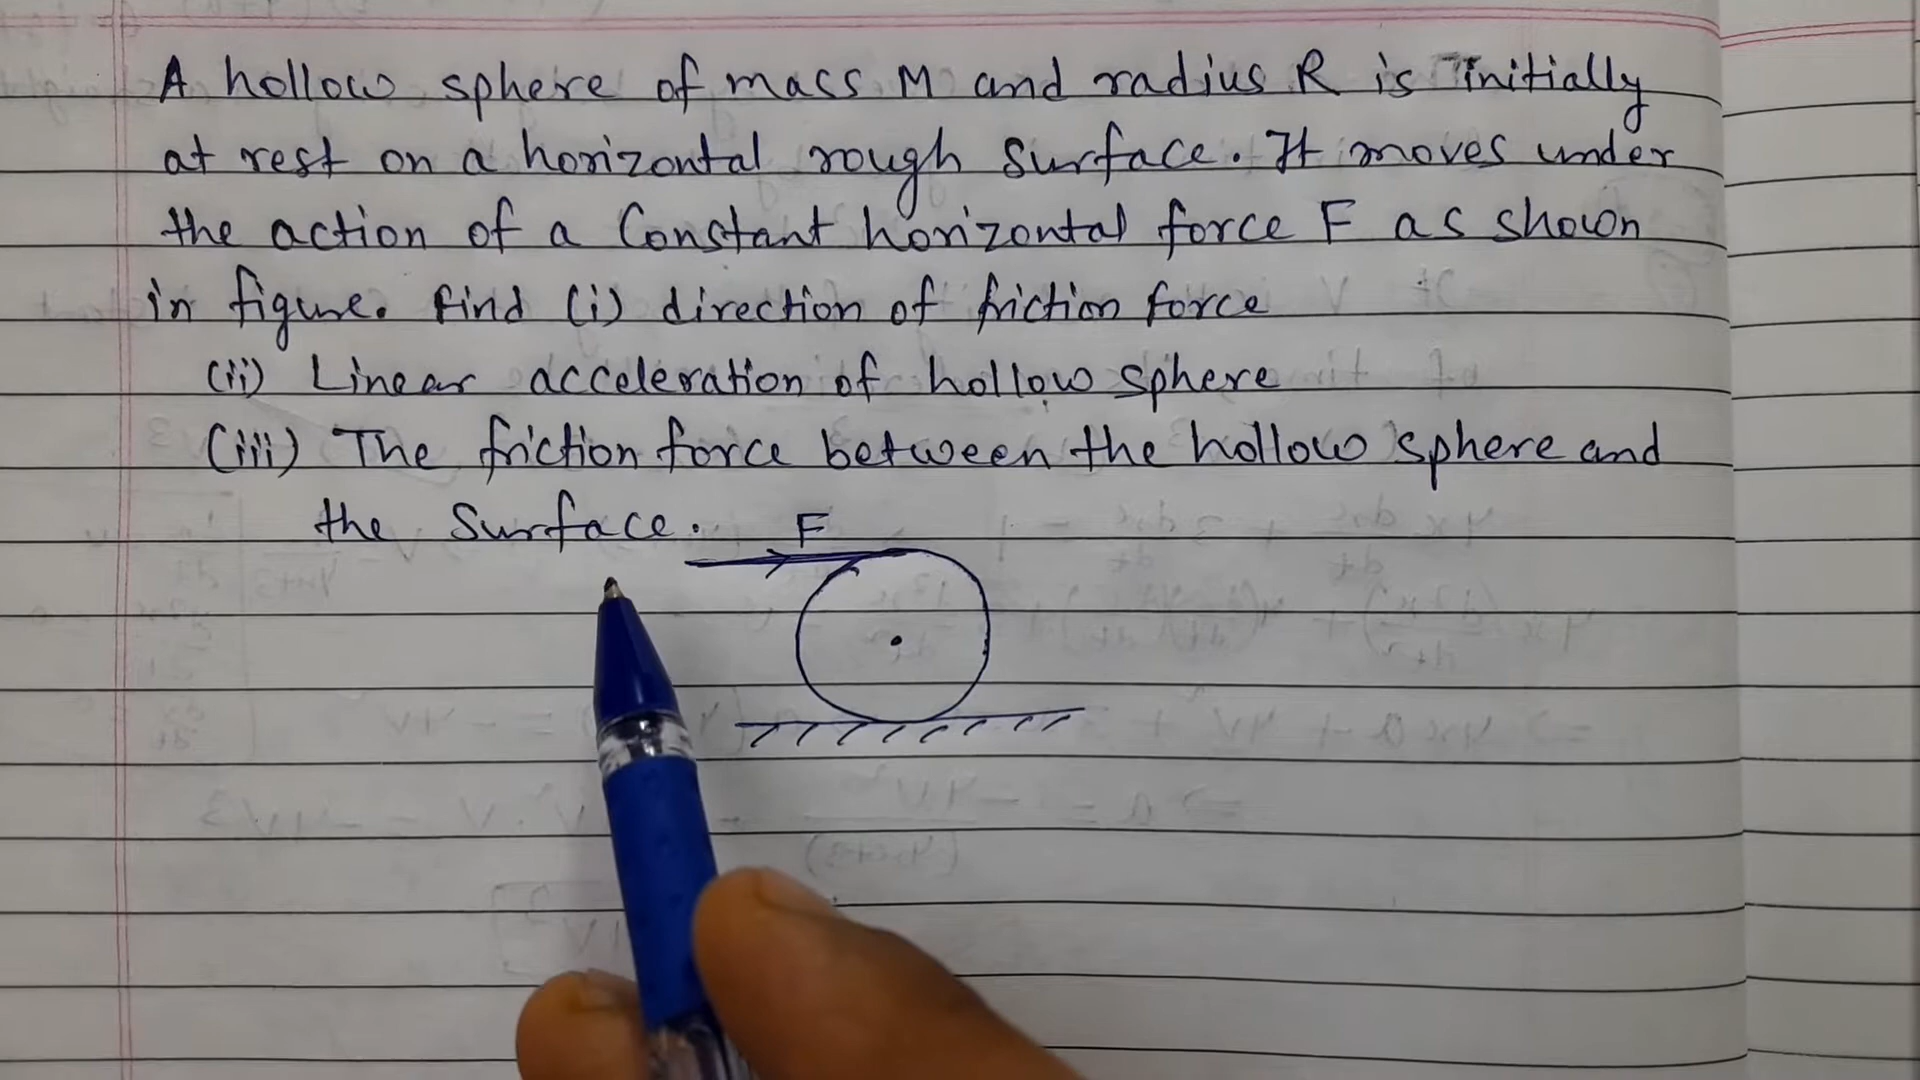 A hollow sphere of mass M and radius R is initially
at rest on a horizontal rough surface. It moves under
the action of a Constant horizontal force F as shown
in figure. Find (i) direction of friction force
(ii) Linear acceleration of hollow sphere
(iii) The friction force between the hollow sphere and
the Surface.
F